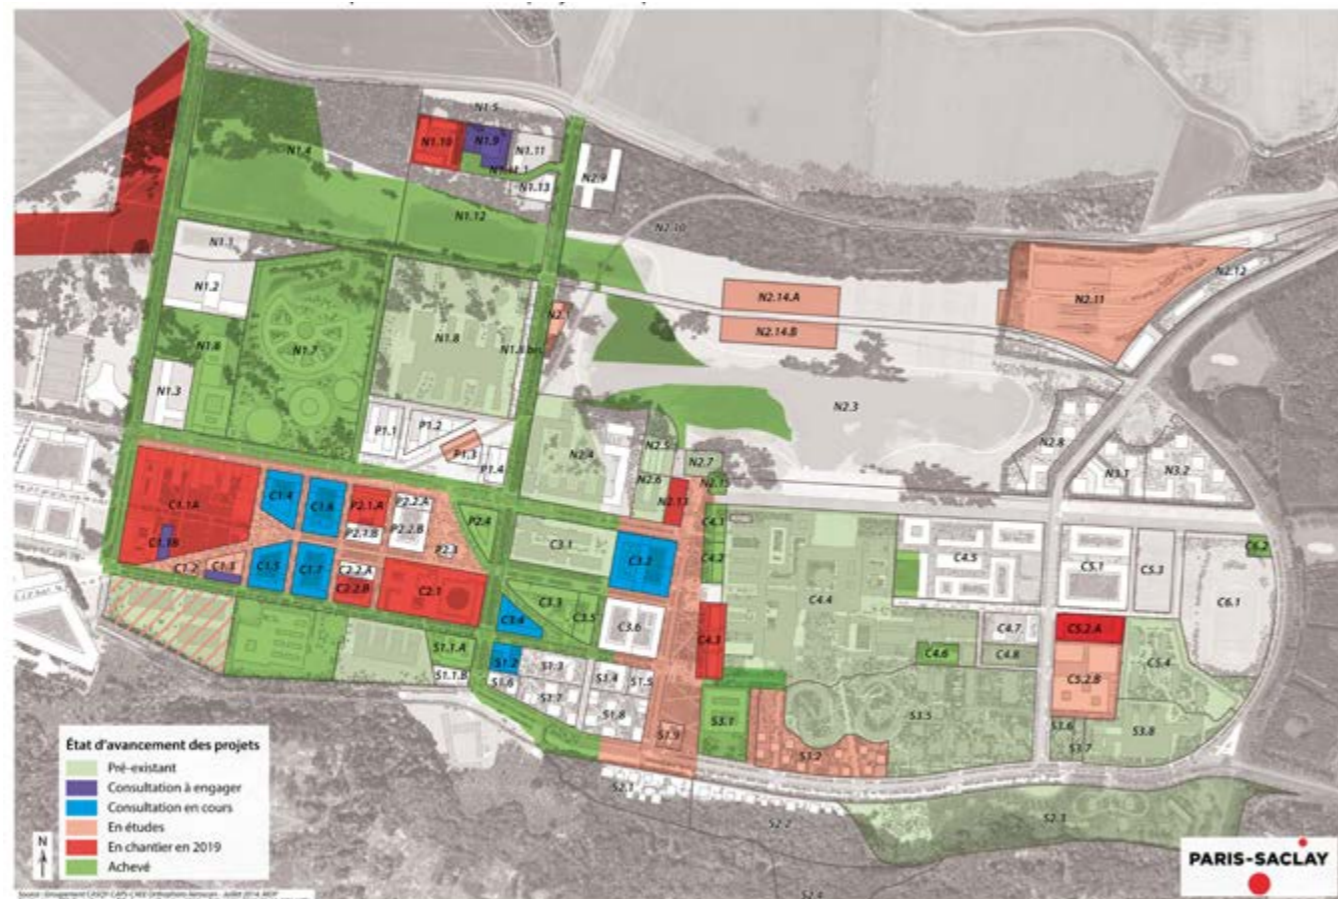 N1.5
N1.10
N1.9
N1.11
N1.4
N1.13
N2.9
N1.12
N2.10
N1.1
N1.2
N2.12
N2.11
N2.14.A
N2.14.B
N1.6
N1.7
N1.8
N1.3
N2.3
P1.1
P1.2
P1.3
P1.4
N2.4
N2.5
N2.6
N2.7
N2.8
N3.1
N3.2
N2.13
N2.15
C1.1A
C1.1B
C1.4
C1.6
P2.1.A
P2.2.A
P2.1.B
P2.2.B
P2.4
P2.3
C3.1
C3.2
C4.1
C4.2
C4.5
C5.1
C5.3
C6.2
C6.1
C1.2
C1.3
C1.5
C1.7
C2.2.A
C2.2.B
C2.1
C3.3
C3.4
C3.5
C3.6
C4.3
C4.4
C4.6
C4.7
C4.8
C5.2.A
C5.2.B
C5.4
S1.1.A
S1.1.B
S1.2
S1.3
S1.4
S1.5
S1.6
S1.7
S1.8
S1.9
S3.1
S3.2
S3.5
S3.6
S3.7
S3.8
S2.1
S2.2
S2.3
S2.4
État d'avancement des projets
Pré-existant
Consultation à engager
Consultation en cours
En études
En chantier en 2019
Achevé
N
PARIS-SACLAY